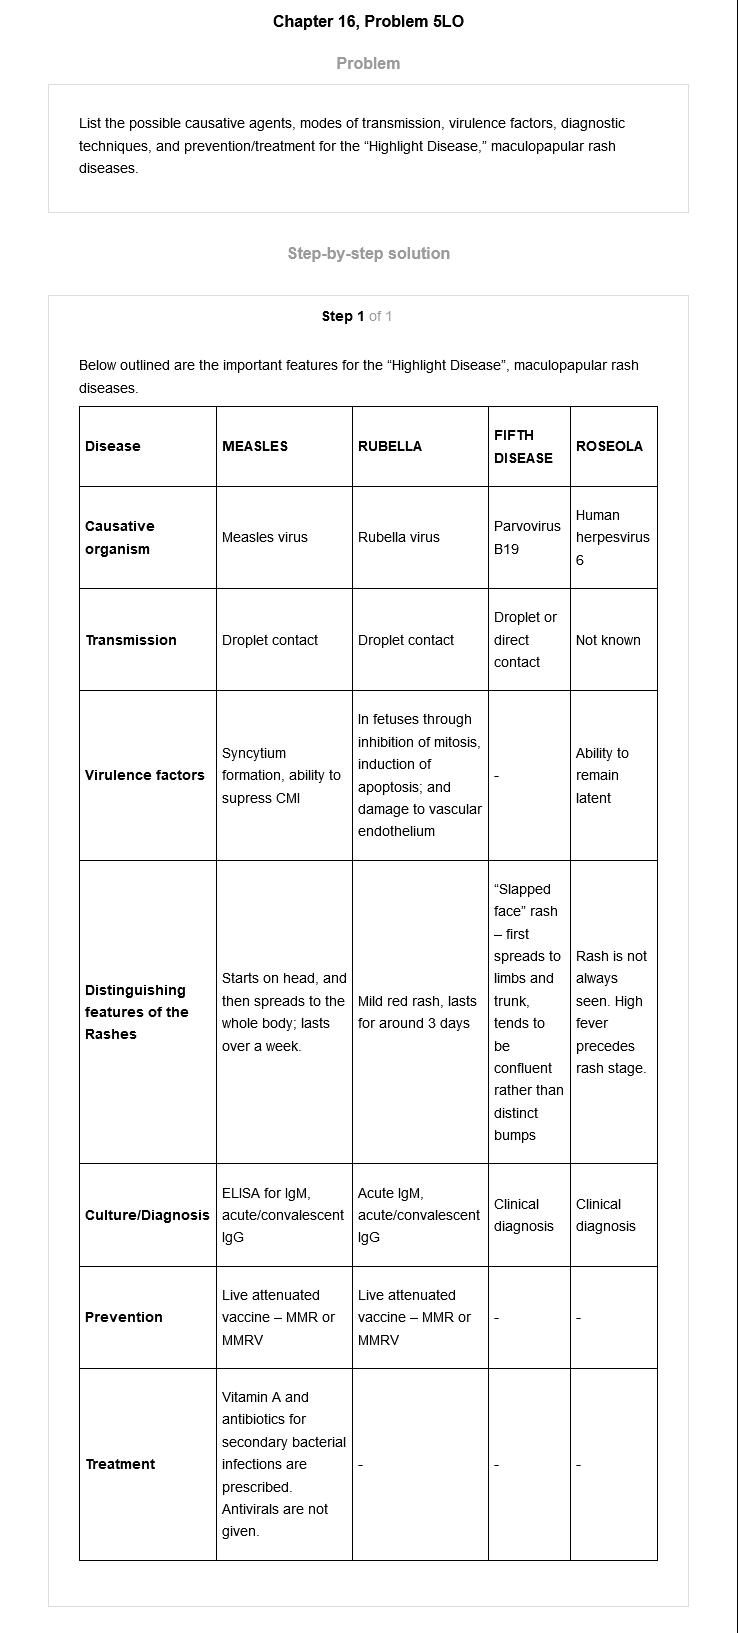 Chapter 16, Problem 5LO
Problem
List the possible causative agents, modes of transmission, virulence factors, diagnostic
techniques, and prevention/treatment for the “Highlight Disease,” maculopapular rash
diseases.
Step-by-step solution
Step 1 of 1
Below outlined are the important features for the “Highlight Disease”, maculopapular rash
diseases.
Disease
MEASLES
RUBELLA
FIFTH
DISEASE
ROSEOLA
Causative
organism
Measles virus
Rubella virus
Parvovirus
B19
Human
herpesvirus
6
Transmission
Droplet contact
Droplet contact
Droplet or
direct
contact
Not known
Virulence factors
Syncytium
formation, ability to
supress CMI
In fetuses through
inhibition of mitosis,
induction of
apoptosis; and
damage to vascular
endothelium
-
Ability to
remain
latent
Distinguishing
features of the
Rashes
Starts on head, and
then spreads to the
whole body; lasts
over a week.
Mild red rash, lasts
for around 3 days
“Slapped
face” rash
– first
spreads to
limbs and
trunk,
tends to
be
confluent
rather than
distinct
bumps
Rash is not
always
seen. High
fever
precedes
rash stage.
Culture/Diagnosis
ELISA for IgM,
acute/convalescent
IgG
Acute IgM,
acute/convalescent
IgG
Clinical
diagnosis
Clinical
diagnosis
Prevention
Live attenuated
vaccine – MMR or
MMRV
Live attenuated
vaccine – MMR or
MMRV
-
-
Treatment
Vitamin A and
antibiotics for
secondary bacterial
infections are
prescribed.
Antivirals are not
given.
-
-
-